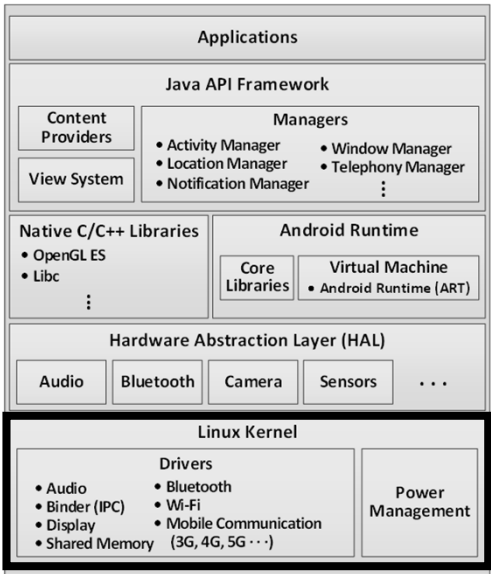 Applications
Java API Framework
Content
Providers
View System
Managers
• Activity Manager
• Location Manager
• Notification Manager
• Window Manager
• Telephony Manager
⋮
Native C/C++ Libraries
• OpenGL ES
• Libc
⋮
Android Runtime
Core
Libraries
Virtual Machine
• Android Runtime (ART)
Hardware Abstraction Layer (HAL)
Audio
Bluetooth
Camera
Sensors
· · ·
Linux Kernel
Drivers
• Audio
• Binder (IPC)
• Display
• Shared Memory
• Bluetooth
• Wi-Fi
• Mobile Communication
(3G, 4G, 5G · · ·)
Power
Management